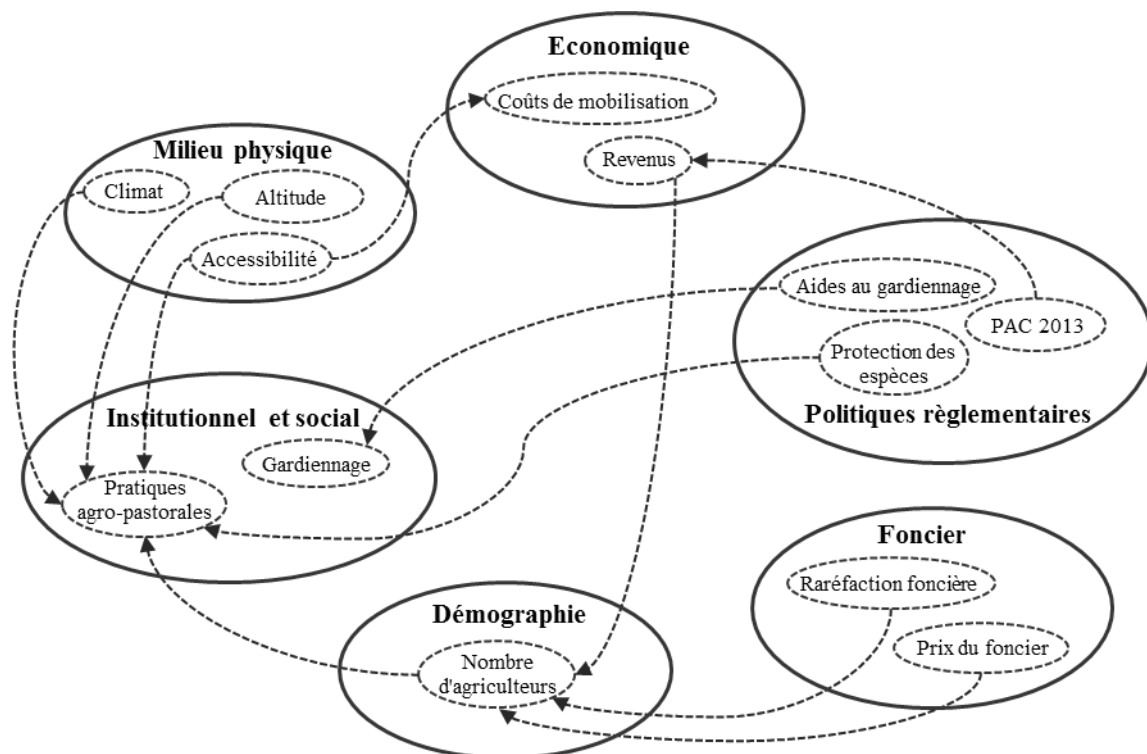 Economique
Coûts de mobilisation
Revenus
Milieu physique
Climat
Altitude
Accessibilité
Aides au gardiennage
PAC 2013
Protection des
espèces
Politiques règlementaires
Institutionnel et social
Gardiennage
Pratiques
agro-pastorales
Foncier
Raréfaction foncière
Prix du foncier
Démographie
Nombre
d'agriculteurs